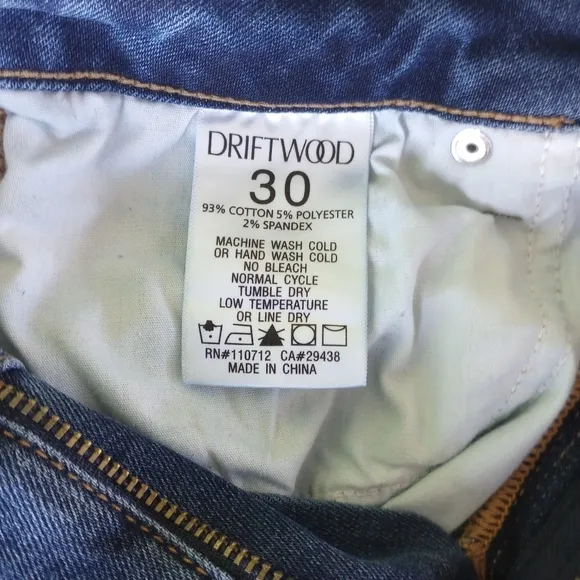 DRIFTWOOD
30
93% COTTON 5% POLYESTER
2% SPANDEX
MACHINE WASH COLD
OR HAND WASH COLD
NO BLEACH
NORMAL CYCLE
TUMBLE DRY
LOW TEMPERATURE
OR LINE DRY
RN#110712 CA#29438
MADE IN CHINA